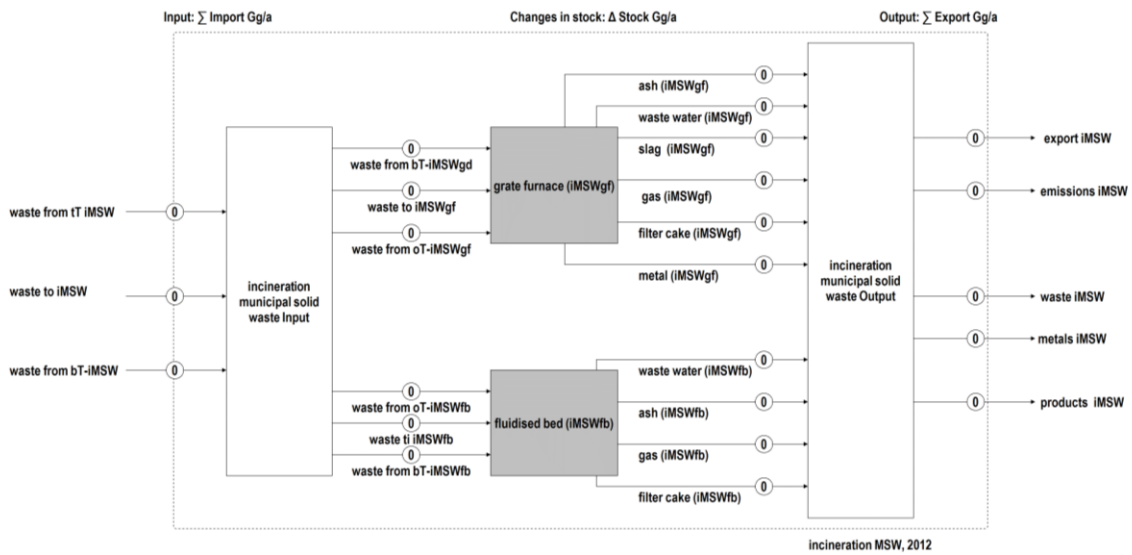 Input: ∑ Import Gg/a
Changes in stock: Δ Stock Gg/a
Output: ∑ Export Gg/a
waste from tT iMSW
0
waste to iMSW
0
waste from bT-iMSW
0
incineration
municipal solid
waste Input
0
waste from bT-iMSWgd
0
waste to iMSWgf
0
waste from oT-iMSWgf
0
waste from oT-iMSWfb
0
waste ti iMSWfb
0
waste from bT-iMSWfb
grate furnace (iMSWgf)
fluidised bed (iMSWfb)
0
ash (iMSWgf)
0
waste water (iMSWgf)
0
slag (iMSWgf)
0
gas (iMSWgf)
0
filter cake (iMSWgf)
0
metal (iMSWgf)
0
waste water (iMSWfb)
0
ash (iMSWfb)
0
gas (iMSWfb)
0
filter cake (iMSWfb)
incineration
municipal solid
waste Output
0
export iMSW
0
emissions iMSW
0
waste iMSW
0
metals iMSW
0
products iMSW
incineration MSW, 2012